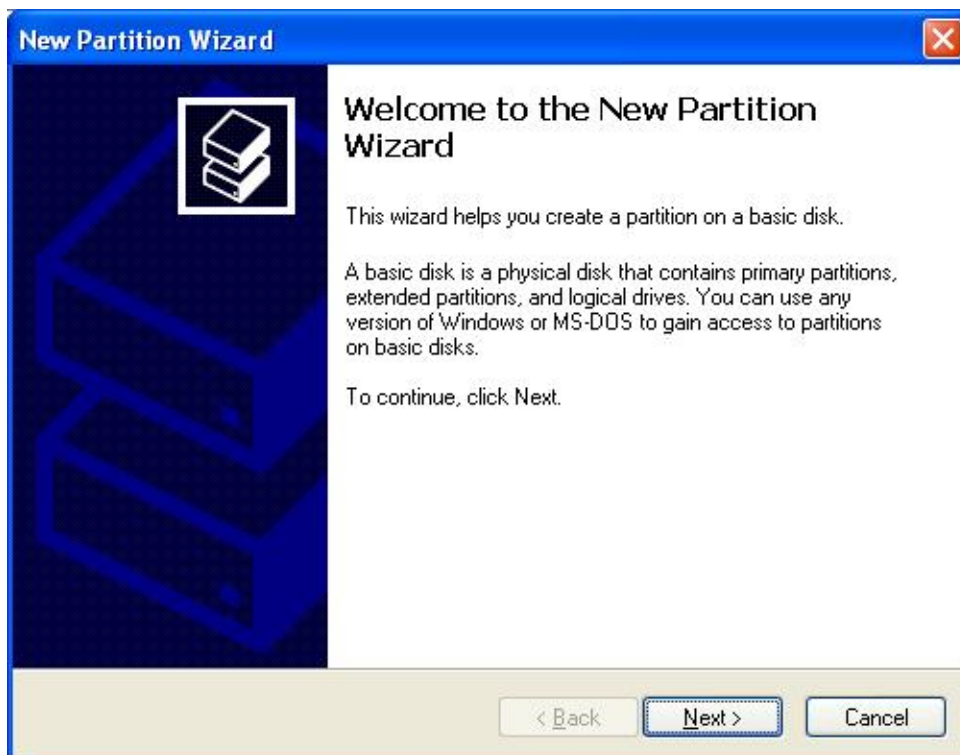 New Partition Wizard
Welcome to the New Partition
Wizard
This wizard helps you create a partition on a basic disk.
A basic disk is a physical disk that contains primary partitions,
extended partitions, and logical drives. You can use any
version of Windows or MS-DOS to gain access to partitions
on basic disks.
To continue, click Next.
< Back Next > Cancel